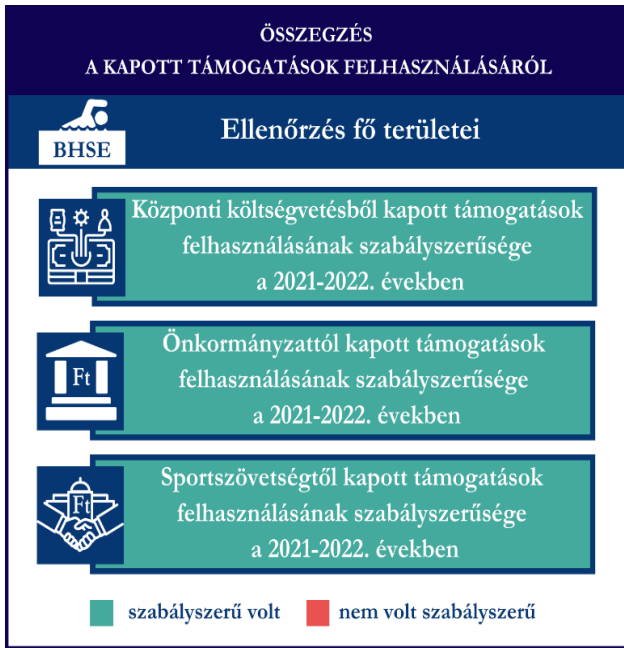 ÖSSZEGZÉS
A KAPOTT TÁMOGATÁSOK FELHASZNÁLÁSÁRÓL
BHSE
Ellenőrzés fő területei
Központi költségvetésből kapott támogatások
felhasználásának szabályszerűsége
a 2021-2022. években
Ft
Önkormányzattól kapott támogatások
felhasználásának szabályszerűsége
a 2021-2022. években
Ft
Sportszövetségtől kapott támogatások
felhasználásának szabályszerűsége
a 2021-2022. években
szabályszerű volt
nem volt szabályszerű